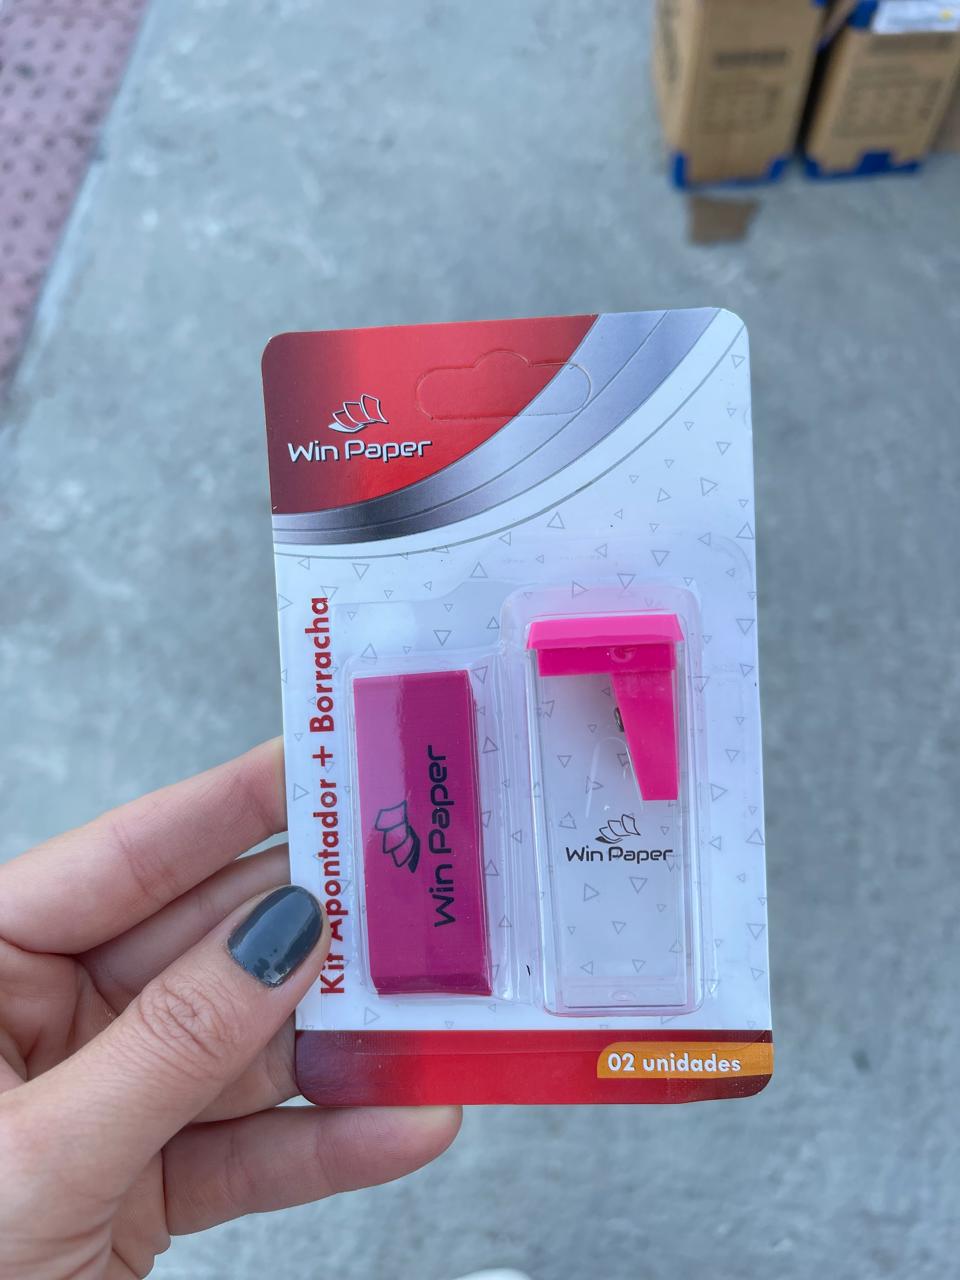 Win Paper
Kit Apontador + Borracha
Win Paper
Win Paper
02 unidades